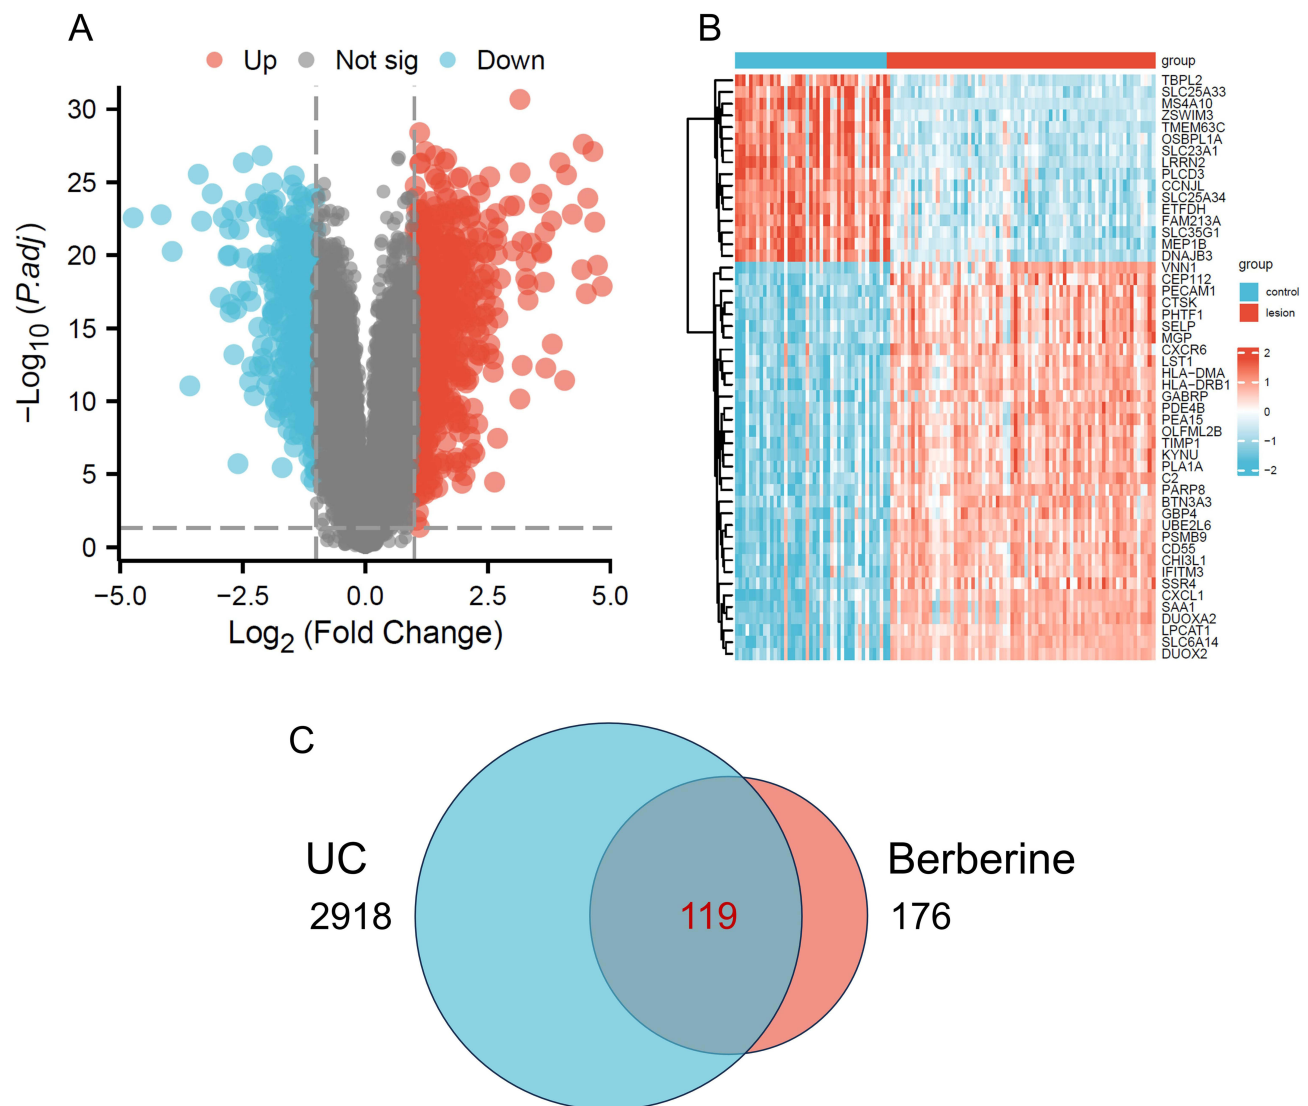 A
Up
Not sig
Down
30
25
20
15
10
5
0
−Log10 (P.adj)
−5.0
−2.5
0.0
2.5
5.0
Log2 (Fold Change)
B
group
TBPL2
SLC25A33
MS4A10
ZSWIM3
TMEM63C
OSBPL1A
SLC23A1
LRRN2
PLCD3
CCNJL
SLC25A34
ETFDH
FAM213A
SLC35G1
MEP1B
DNAJB3
VNN1
CEP112
PECAM1
CTSK
PHTF1
SELP
MGP
CXCR6
LST1
HLA−DMA
HLA−DRB1
GABRP
PDE4B
PEA15
OLFML2B
TIMP1
KYNU
PLA1A
C2
PARP8
BTN3A3
GBP4
UBE2L6
PSMB9
CD55
CHI3L1
IFITM3
SSR4
CXCL1
SAA1
DUOXA2
LPCAT1
SLC6A14
DUOX2
group
control
lesion
2
1
0
−1
−2
C
UC
2918
119
Berberine
176